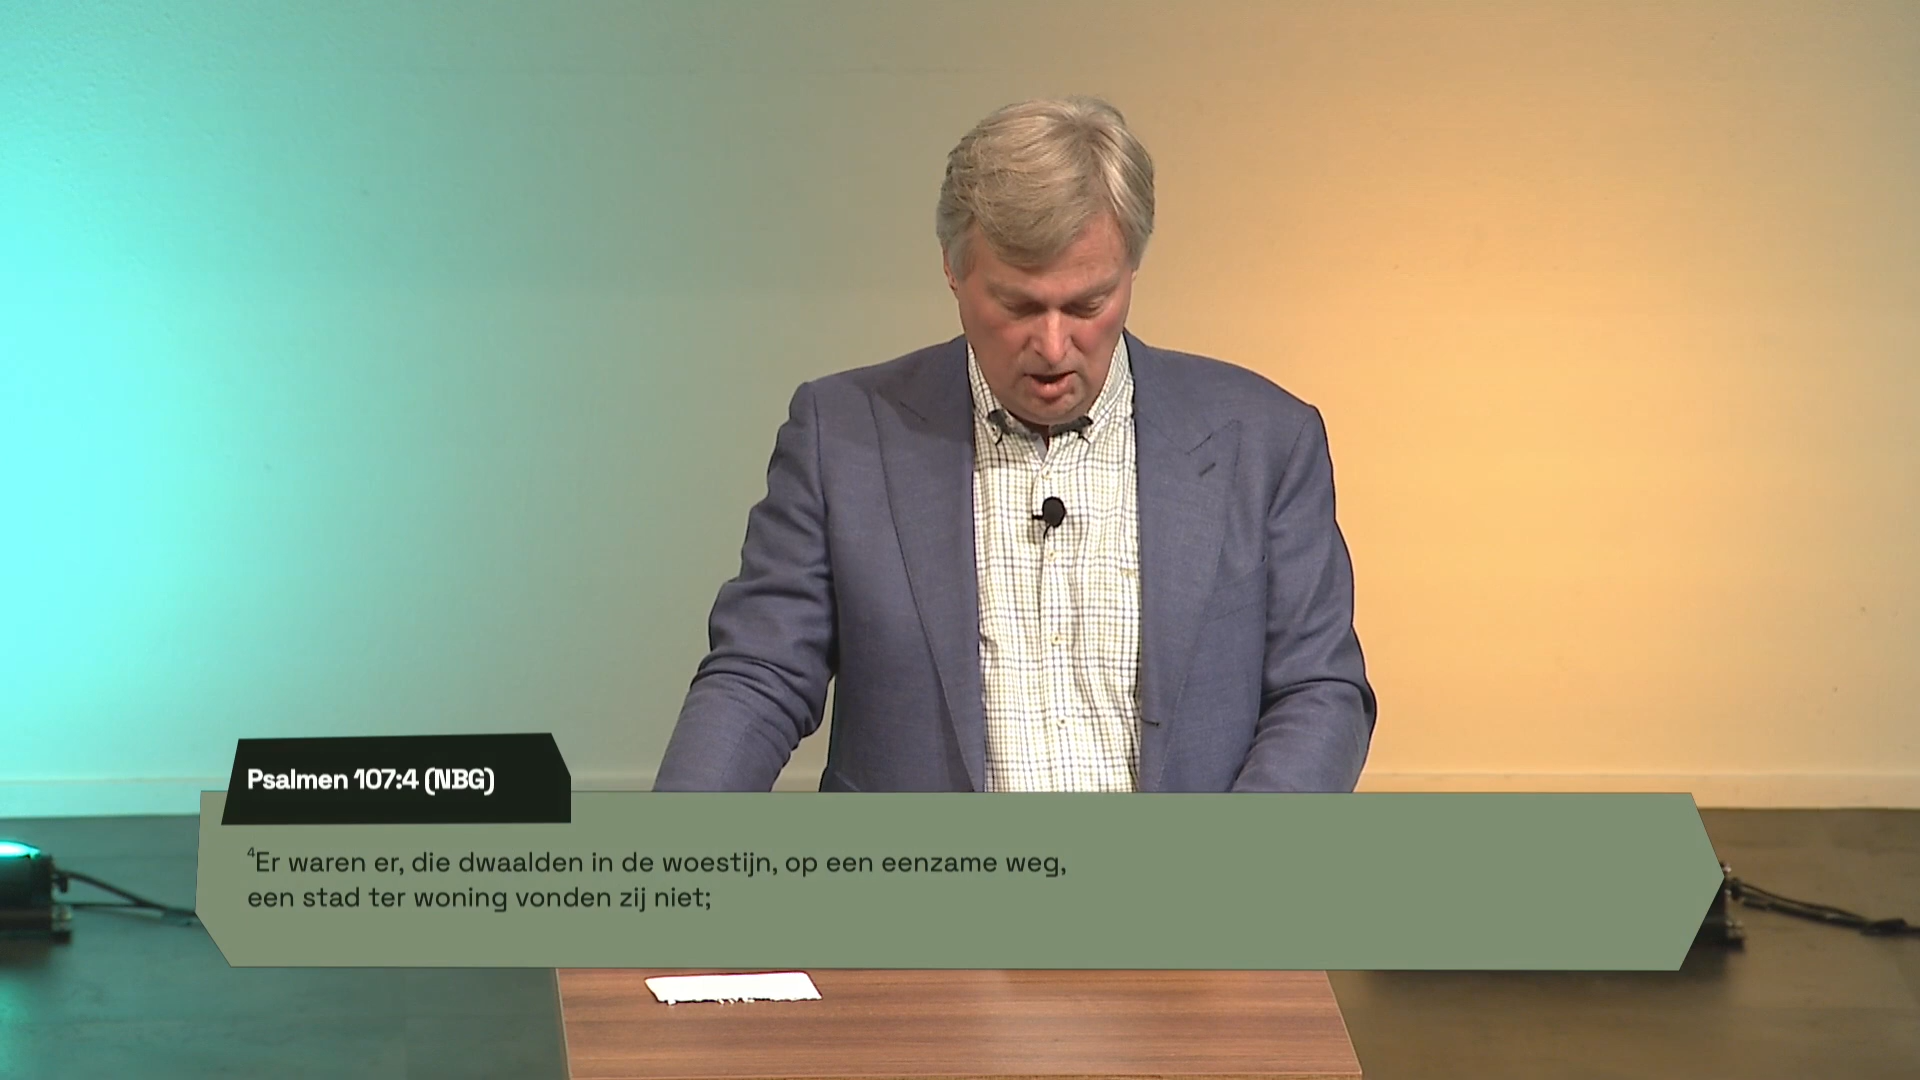 Psalmen 107:4 (NBG)
⁴Er waren er, die dwaalden in de woestijn, op een eenzame weg,
een stad ter woning vonden zij niet;